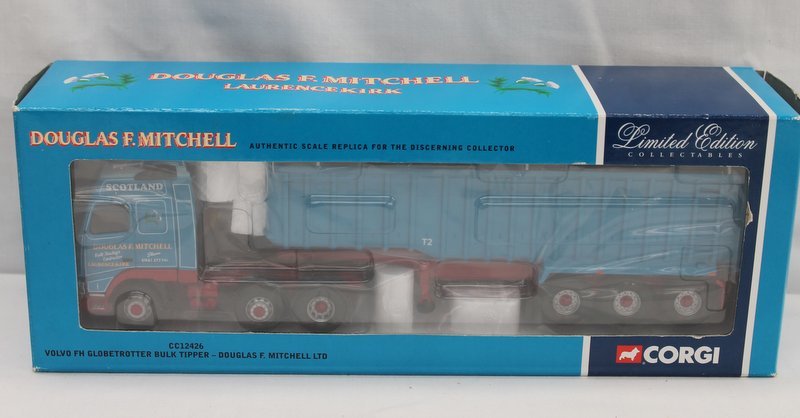 DOUGLAS F. MITCHELL
LAURENCEKIRK
DOUGLAS F. MITCHELL
AUTHENTIC SCALE REPLICA FOR THE DISCERNING COLLECTOR
Limited Edition
COLLECTABLES
SCOTLAND
DOUGLAS F. MITCHELL
LAURENCEKIRK
T2
CC12426
VOLVO FH GLOBETROTTER BULK TIPPER – DOUGLAS F. MITCHELL LTD
CORGI